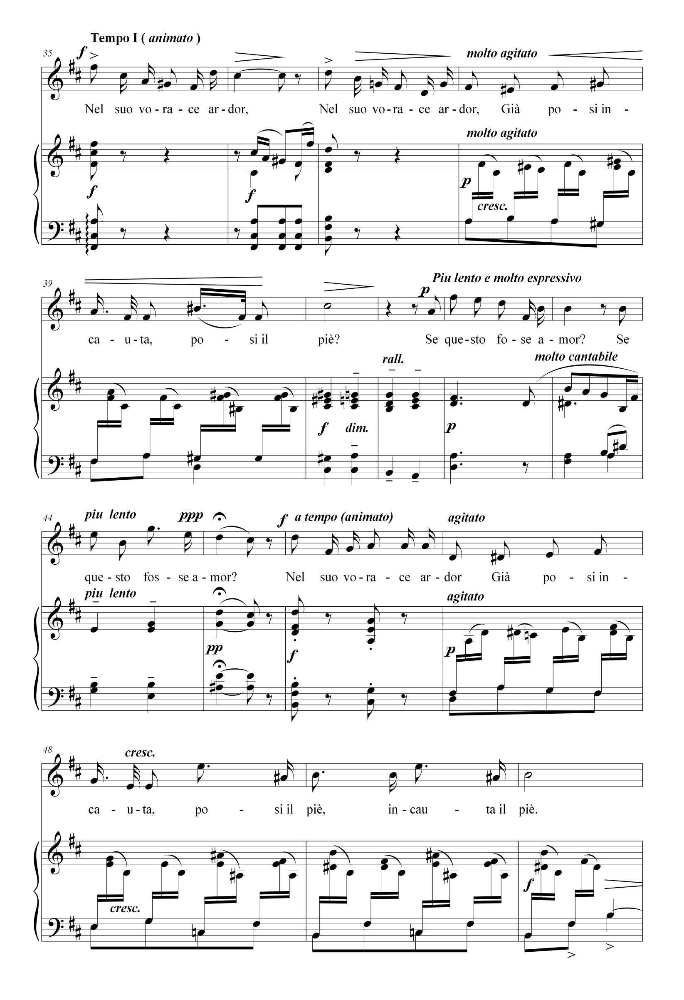 Tempo I ( animato )
35 f
molto agitato
Nel suo vo - ra - ce ar - dor, Nel suo vo - ra - ce ar - dor, Già po - si in -
molto agitato
f f p
cresc.
39
Piu lento e molto espressivo
p
ca - u - ta, po - si il piè? Se que - sto fo - se a - mor? Se
rall. molto cantabile
f dim. p
44 piu lento ppp f a tempo (animato) agitato
que - sto fos - se a - mor? Nel suo vo - ra - ce ar - dor Già po - si in -
piu lento agitato
pp f p
48 cresc.
ca - u - ta, po - si il piè, in - cau - ta il piè.
f
cresc.